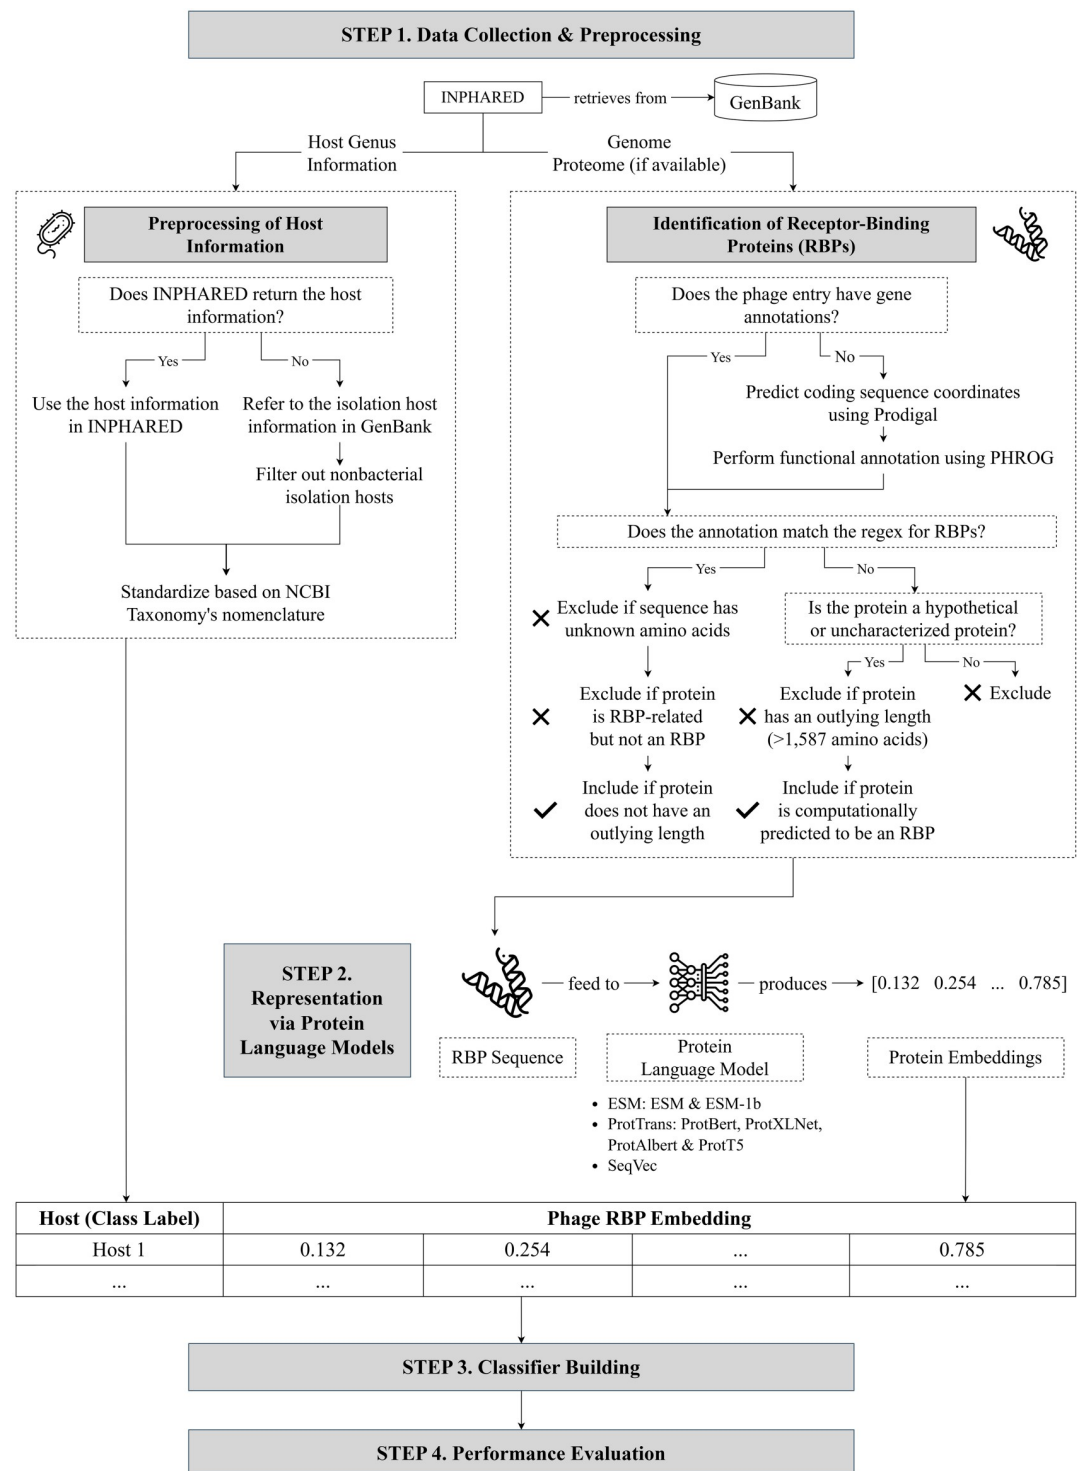 STEP 1. Data Collection & Preprocessing
INPHARED
retrieves from
GenBank
Host Genus
Information
Genome
Proteome (if available)
Preprocessing of Host
Information
Does INPHARED return the host
information?
Yes
No
Use the host information
in INPHARED
Refer to the isolation host
information in GenBank
Filter out nonbacterial
isolation hosts
Standardize based on NCBI
Taxonomy's nomenclature
Identification of Receptor-Binding
Proteins (RBPs)
Does the phage entry have gene
annotations?
Yes
No
Predict coding sequence coordinates
using Prodigal
Perform functional annotation using PHROG
Does the annotation match the regex for RBPs?
Yes
No
Exclude if sequence has
unknown amino acids
Is the protein a hypothetical
or uncharacterized protein?
Yes
No
Exclude if protein
is RBP-related
but not an RBP
Exclude if protein
has an outlying length
(>1,587 amino acids)
Exclude
Include if protein
does not have an
outlying length
Include if protein
is computationally
predicted to be an RBP
STEP 2.
Representation
via Protein
Language Models
feed to
produces
[0.132 0.254 ... 0.785]
RBP Sequence
Protein
Language Model
Protein Embeddings
• ESM: ESM & ESM-1b
• ProtTrans: ProtBert, ProtXLNet,
ProtAlbert & ProtT5
• SeqVec
Host (Class Label) Phage RBP Embedding
Host 1 0.132 0.254 ... 0.785
... ... ... ... ...
STEP 3. Classifier Building
STEP 4. Performance Evaluation